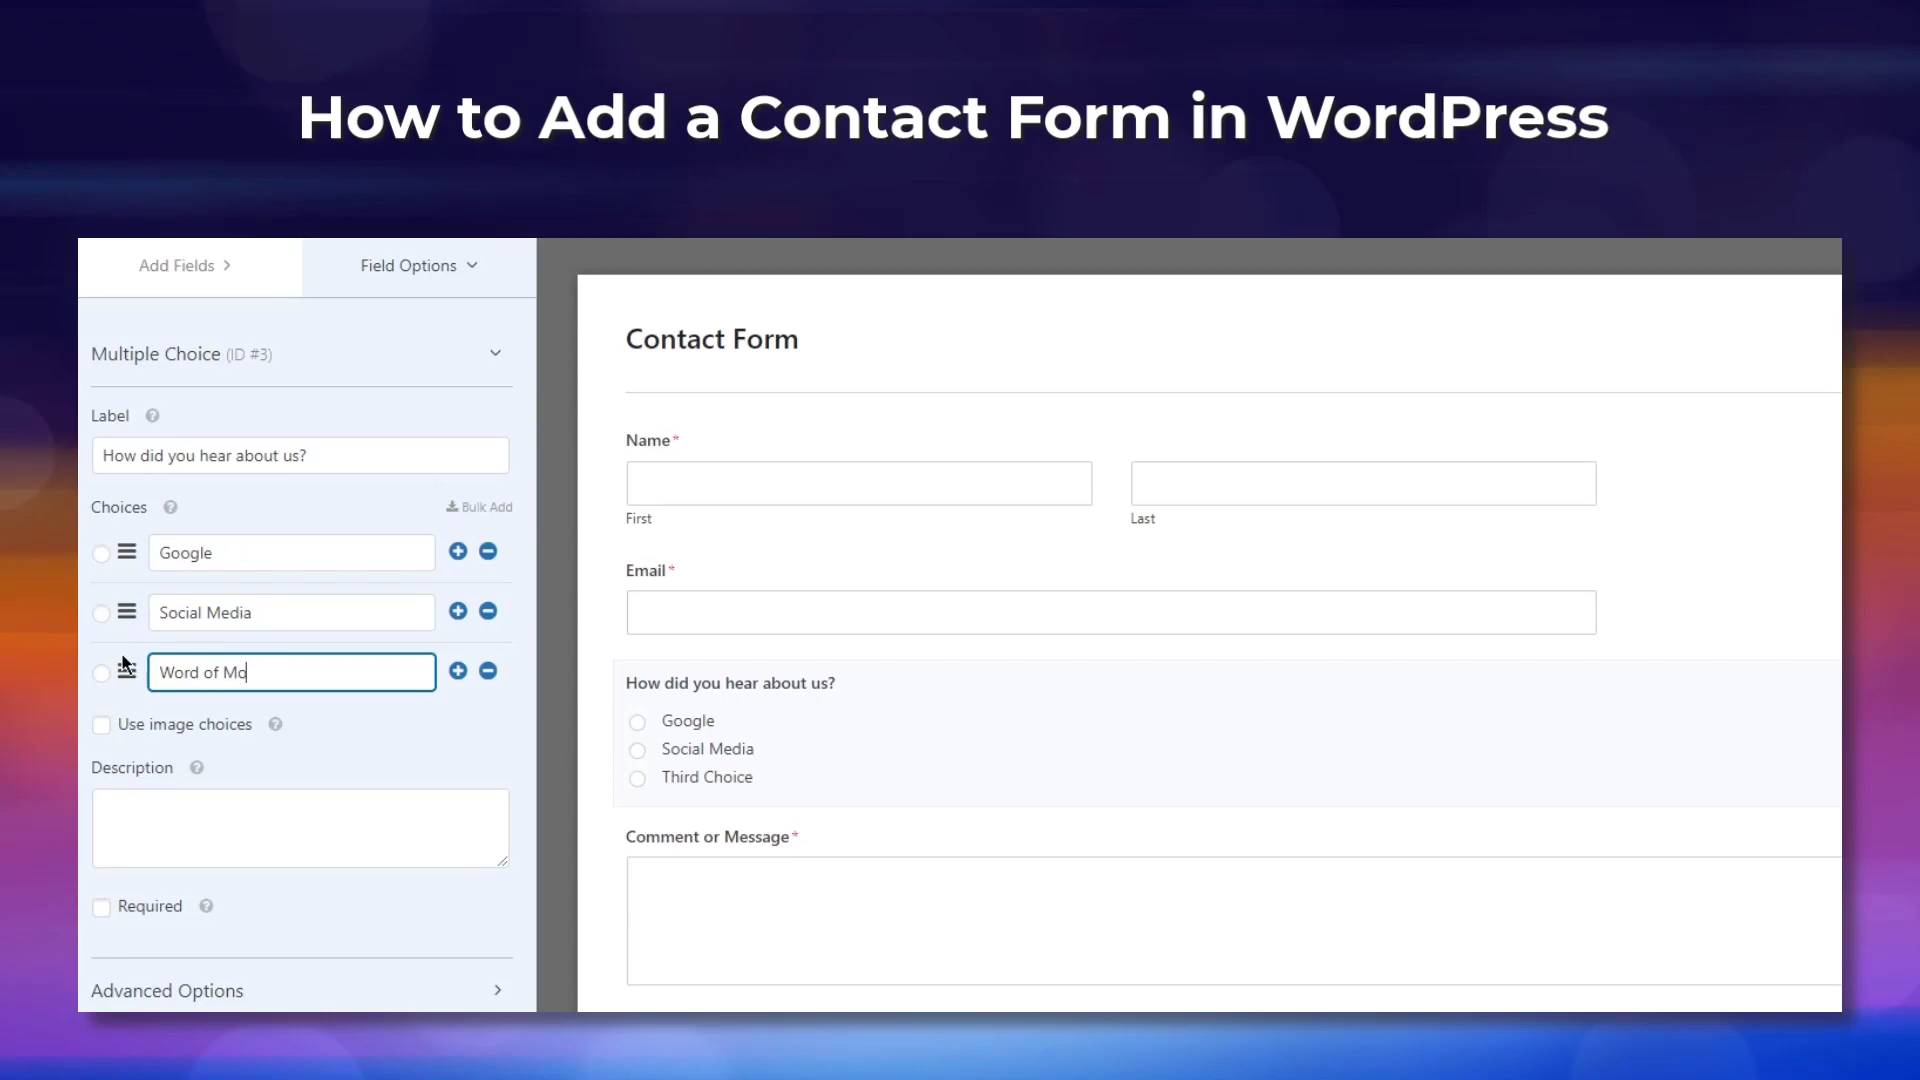 How to Add a Contact Form in WordPress
Add Fields
Field Options
Multiple Choice (ID #3)
Label
How did you hear about us?
Choices
Bulk Add
Google
Social Media
Word of Mo
Use image choices
Description
Required
Advanced Options
Contact Form
Name*
First
Last
Email*
How did you hear about us?
Google
Social Media
Third Choice
Comment or Message*